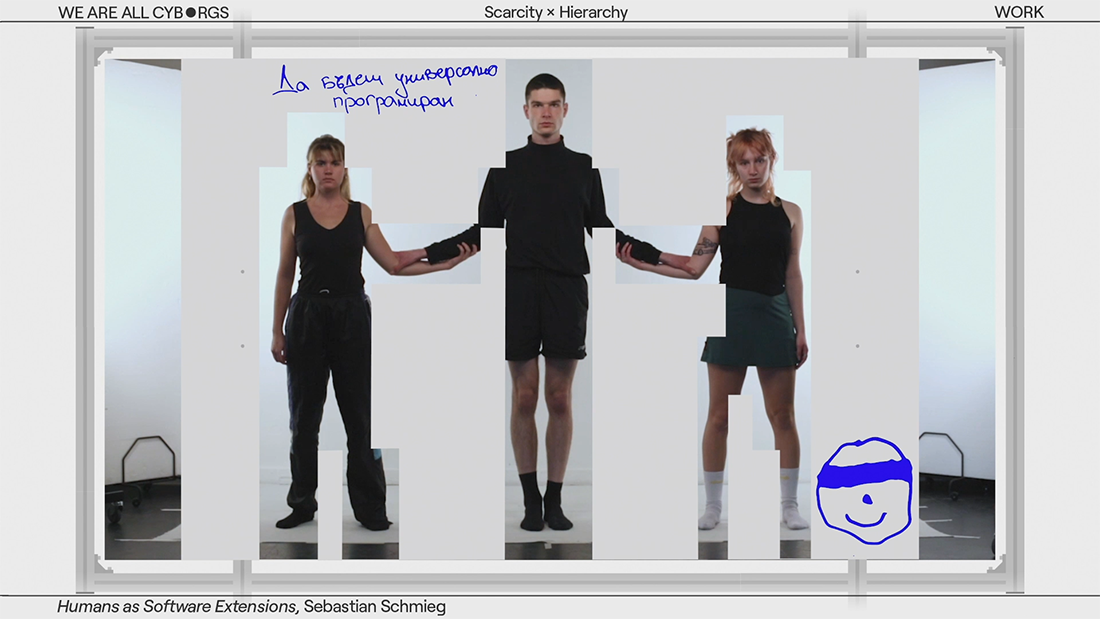 WE ARE ALL CYB●RGS
Scarcity × Hierarchy
WORK
Да бъдеш универсално
програмиран
Humans as Software Extensions, Sebastian Schmieg